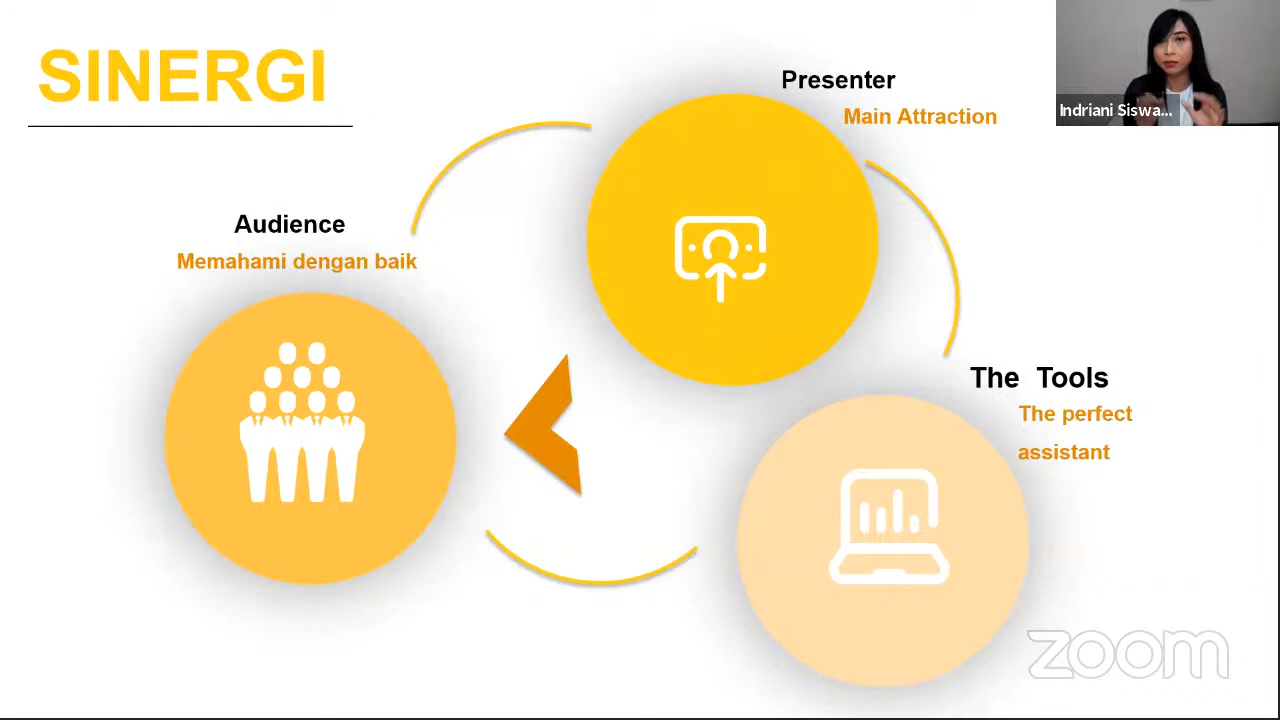 SINERGI
Presenter
Main Attraction
Indriani Siswa...
Audience
Memahami dengan baik
The Tools
The perfect
assistant
zoom